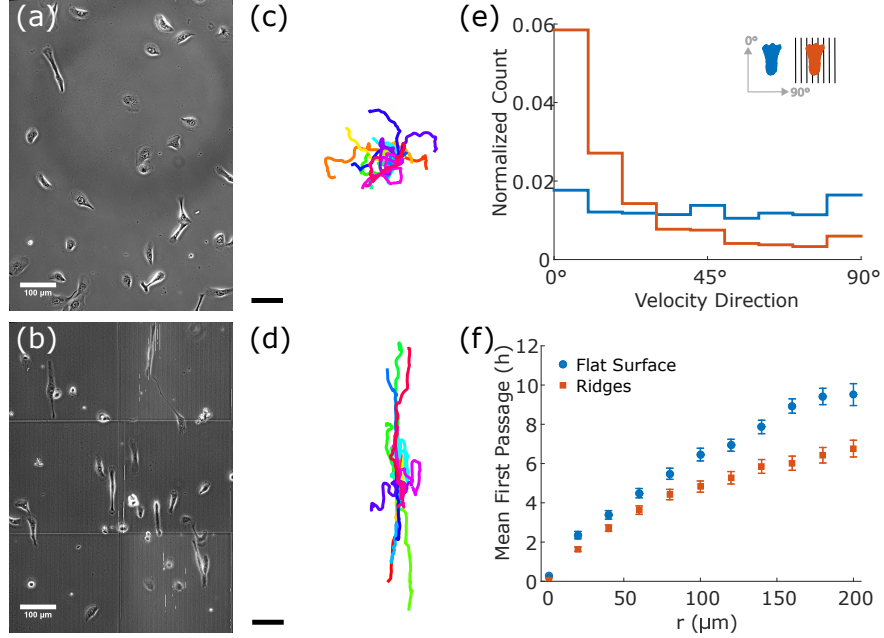 (a)
100 μm
(b)
100 μm
(c)
(d)
(e)
Normalized Count
0.06
0.04
0.02
0
0°
45°
90°
Velocity Direction
0°
90°
(f)
Mean First Passage (h)
12
10
8
6
4
2
0
Flat Surface
Ridges
0
50
100
150
200
r (μm)